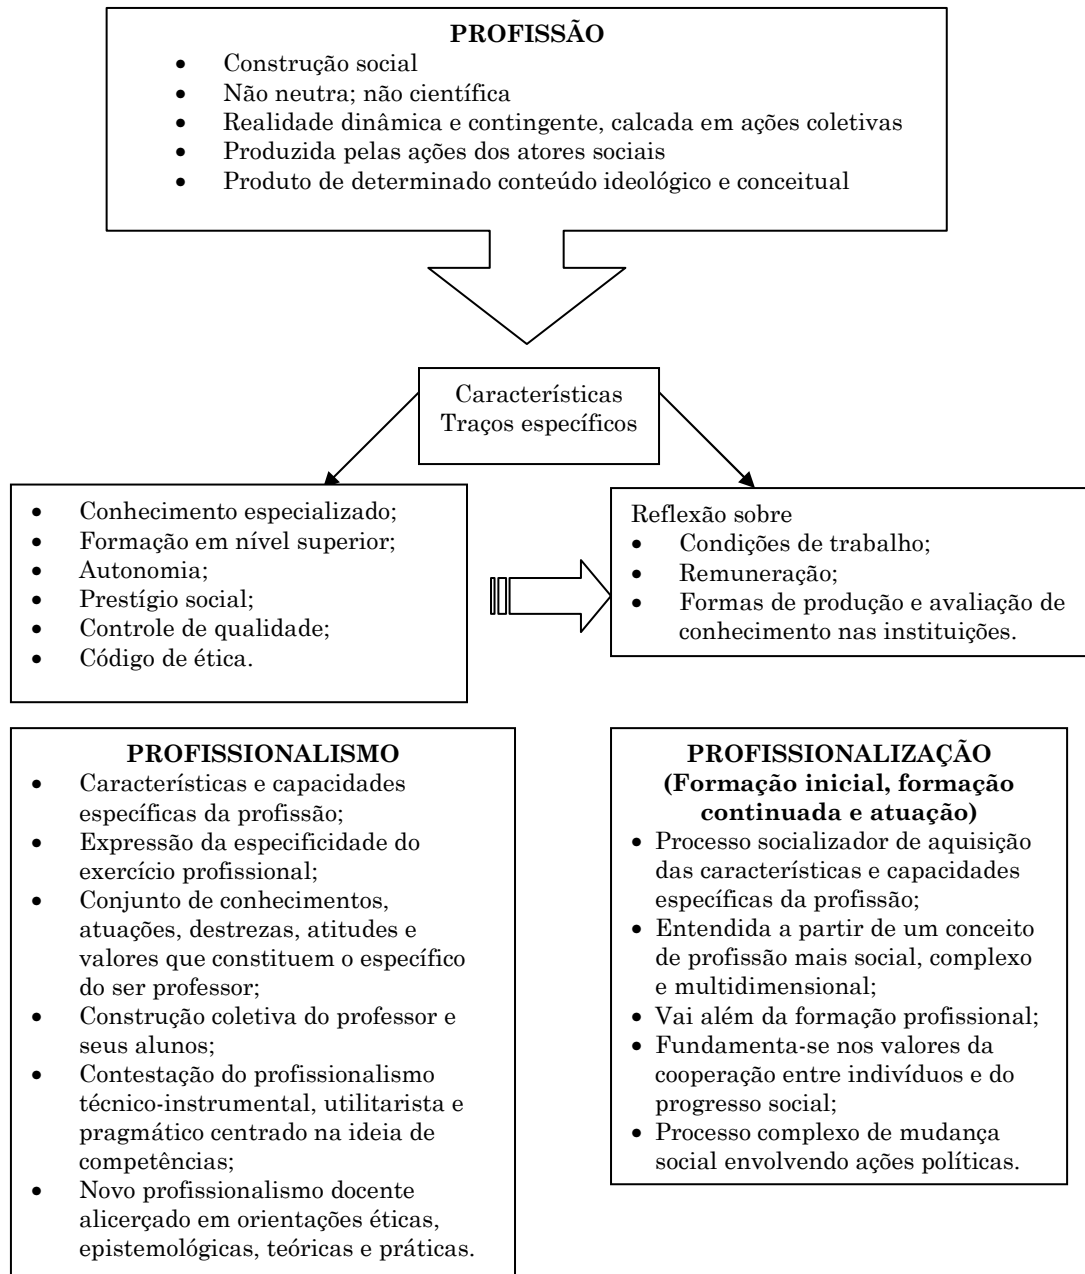 PROFISSÃO
• Construção social
• Não neutra; não científica
• Realidade dinâmica e contingente, calcada em ações coletivas
• Produzida pelas ações dos atores sociais
• Produto de determinado conteúdo ideológico e conceitual
Características
Traços específicos
• Conhecimento especializado;
• Formação em nível superior;
• Autonomia;
• Prestígio social;
• Controle de qualidade;
• Código de ética.
Reflexão sobre
• Condições de trabalho;
• Remuneração;
• Formas de produção e avaliação de
conhecimento nas instituições.
PROFISSIONALISMO
• Características e capacidades
específicas da profissão;
• Expressão da especificidade do
exercício profissional;
• Conjunto de conhecimentos,
atuações, destrezas, atitudes e
valores que constituem o específico
do ser professor;
• Construção coletiva do professor e
seus alunos;
• Contestação do profissionalismo
técnico-instrumental, utilitarista e
pragmático centrado na ideia de
competências;
• Novo profissionalismo docente
alicerçado em orientações éticas,
epistemológicas, teóricas e práticas.
PROFISSIONALIZAÇÃO
(Formação inicial, formação
continuada e atuação)
• Processo socializador de aquisição
das características e capacidades
específicas da profissão;
• Entendida a partir de um conceito
de profissão mais social, complexo
e multidimensional;
• Vai além da formação profissional;
• Fundamenta-se nos valores da
cooperação entre indivíduos e do
progresso social;
• Processo complexo de mudança
social envolvendo ações políticas.